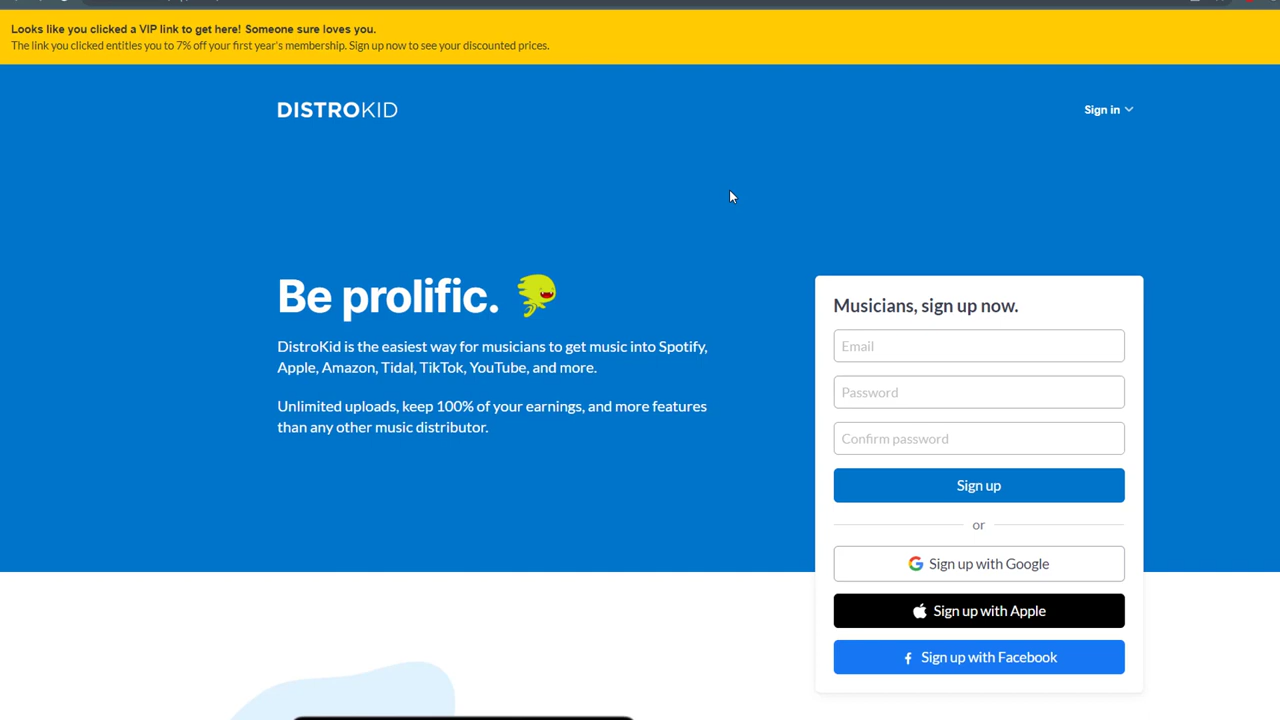 Looks like you clicked a VIP link to get here! Someone sure loves you.
The link you clicked entitles you to 7% off your first year's membership. Sign up now to see your discounted prices.
DISTROKID
Sign in
Be prolific.
DistroKid is the easiest way for musicians to get music into Spotify,
Apple, Amazon, Tidal, TikTok, YouTube, and more.
Unlimited uploads, keep 100% of your earnings, and more features
than any other music distributor.
Musicians, sign up now.
Email
Password
Confirm password
Sign up
or
Sign up with Google
Sign up with Apple
Sign up with Facebook